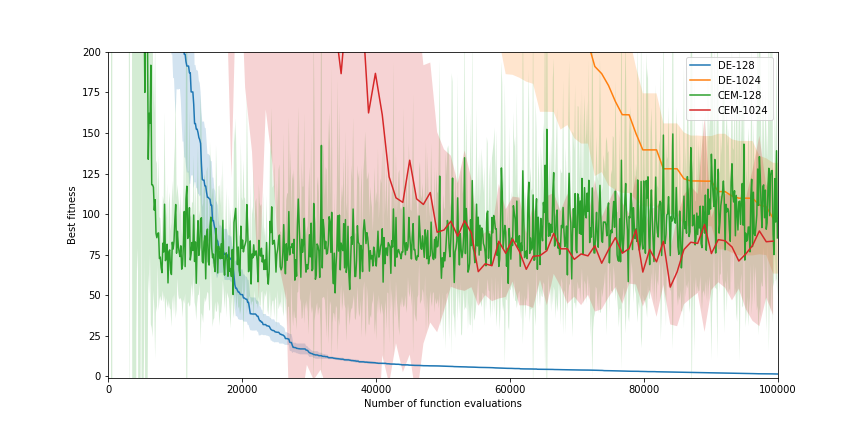 200
175
150
125
100
75
50
25
0
Best fitness
DE-128
DE-1024
CEM-128
CEM-1024
0 20000 40000 60000 80000 100000
Number of function evaluations